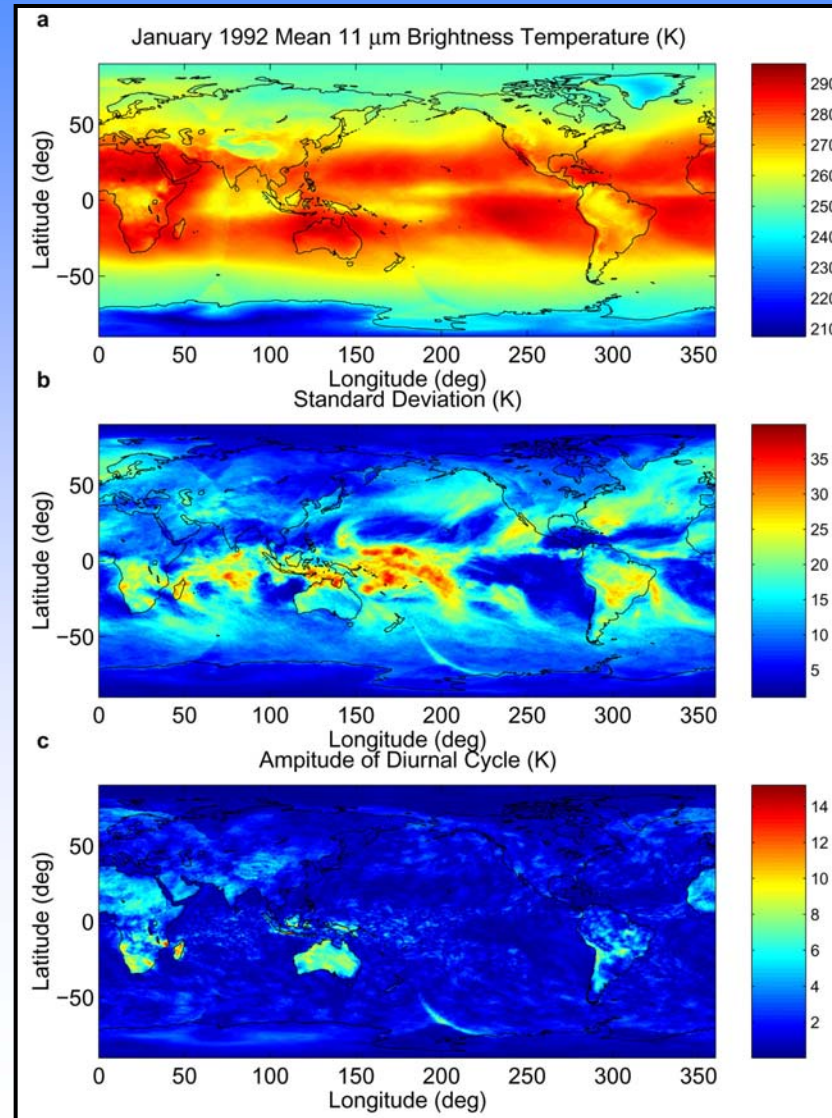 a
January 1992 Mean 11 μm Brightness Temperature (K)
Latitude (deg)
50
0
−50
0 50 100 150 200 250 300 350
Longitude (deg)
290
280
270
260
250
240
230
220
210
b
Standard Deviation (K)
Latitude (deg)
50
0
−50
0 50 100 150 200 250 300 350
Longitude (deg)
35
30
25
20
15
10
5
c
Ampitude of Diurnal Cycle (K)
Latitude (deg)
50
0
−50
0 50 100 150 200 250 300 350
Longitude (deg)
14
12
10
8
6
4
2